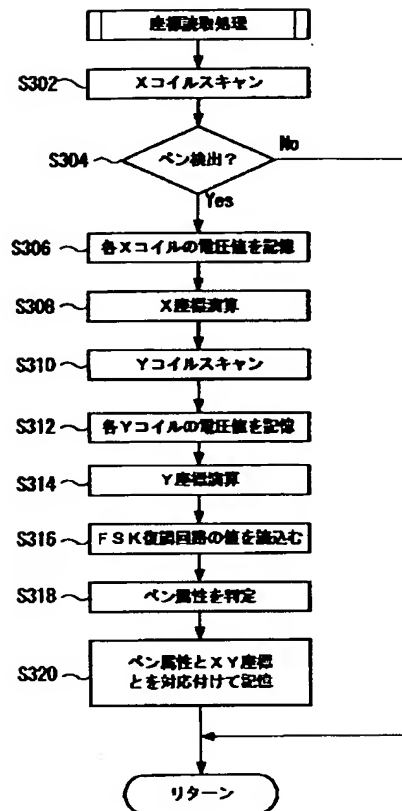 座標読取処理
S302
Xコイルスキャン
S304
ペン検出?
No
Yes
S306
各Xコイルの電圧値を記憶
S308
X座標演算
S310
Yコイルスキャン
S312
各Yコイルの電圧値を記憶
S314
Y座標演算
S316
FSK復調回路の値を読込む
S318
ペン属性を判定
S320
ペン属性とXY座標
とを対応付けて記憶
リターン